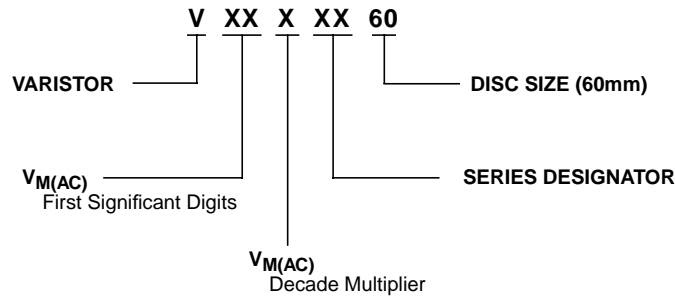 V XX X XX 60
VARISTOR
DISC SIZE (60mm)
VM(AC)
First Significant Digits
SERIES DESIGNATOR
VM(AC)
Decade Multiplier